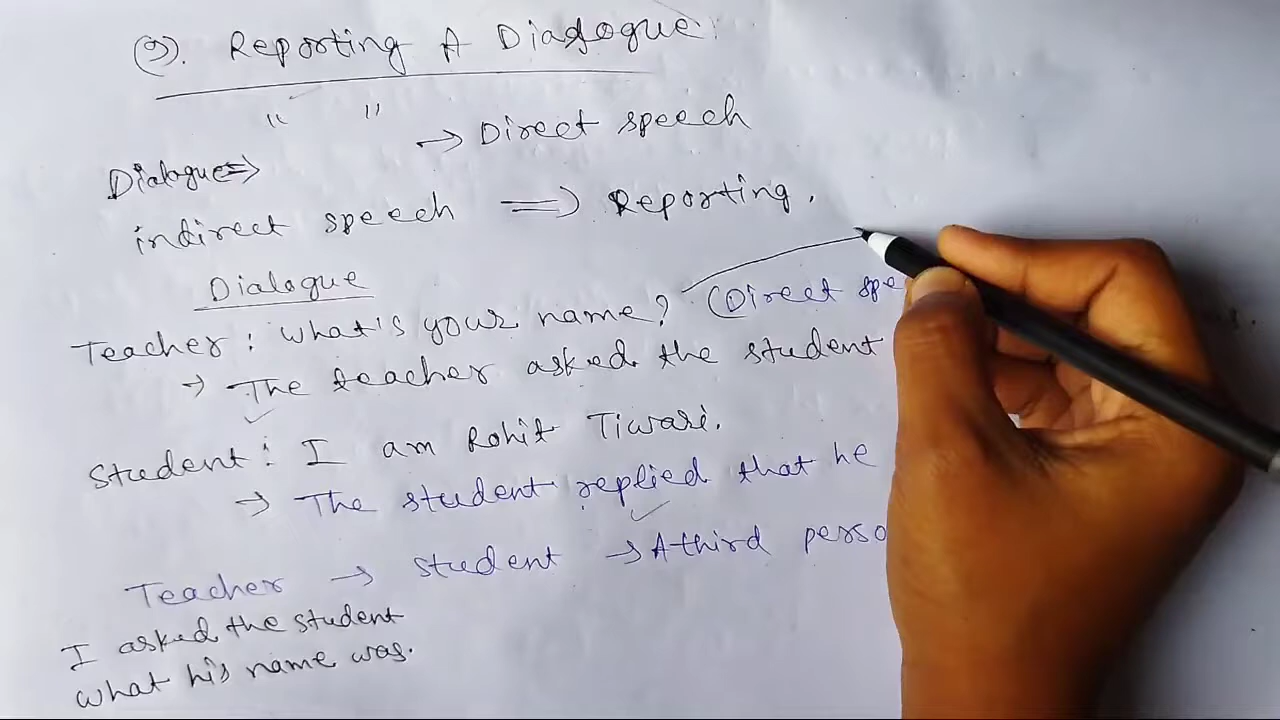 (9). Reporting A Dialogue.
" "
→ Direct speech
Dialogue⇒
indirect speech ⇒ Reporting.
Dialogue
Teacher: What's your name? (Direct spe
→ The teacher asked the student
Student: I am Rohit Tiwari.
→ The student replied that he
Teacher → student → A third perso
I asked the student
what his name was.